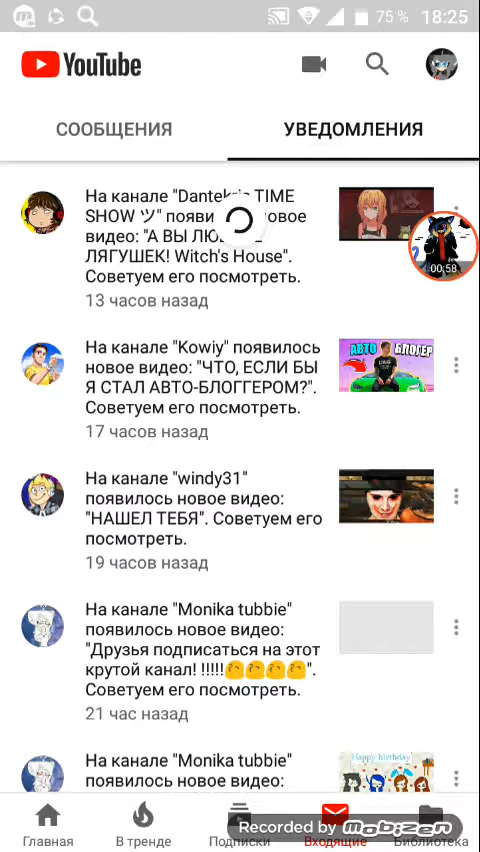 75 % 18:25
YouTube
СООБЩЕНИЯ УВЕДОМЛЕНИЯ
На канале "Dantekris TIME
SHOW ツ" новое
видео: "А ВЫ
ЛЯГУШЕК! Witch's House".
Советуем его посмотреть.
13 часов назад
00:58
На канале "Kowiy" появилось
новое видео: "ЧТО, ЕСЛИ БЫ
Я СТАЛ АВТО-БЛОГГЕРОМ?".
Советуем его посмотреть.
17 часов назад
АВТО БЛОГЕР
На канале "windy31"
появилось новое видео:
"НАШЕЛ ТЕБЯ". Советуем его
посмотреть.
19 часов назад
На канале "Monika tubbie"
появилось новое видео:
"Друзья подписаться на этот
крутой канал! !!!!!😋😋😋😋".
Советуем его посмотреть.
21 час назад
На канале "Monika tubbie"
появилось новое видео:
Happy birthday
Главная В тренде Подписки Входящие Библиотека
Recorded by Mobizen